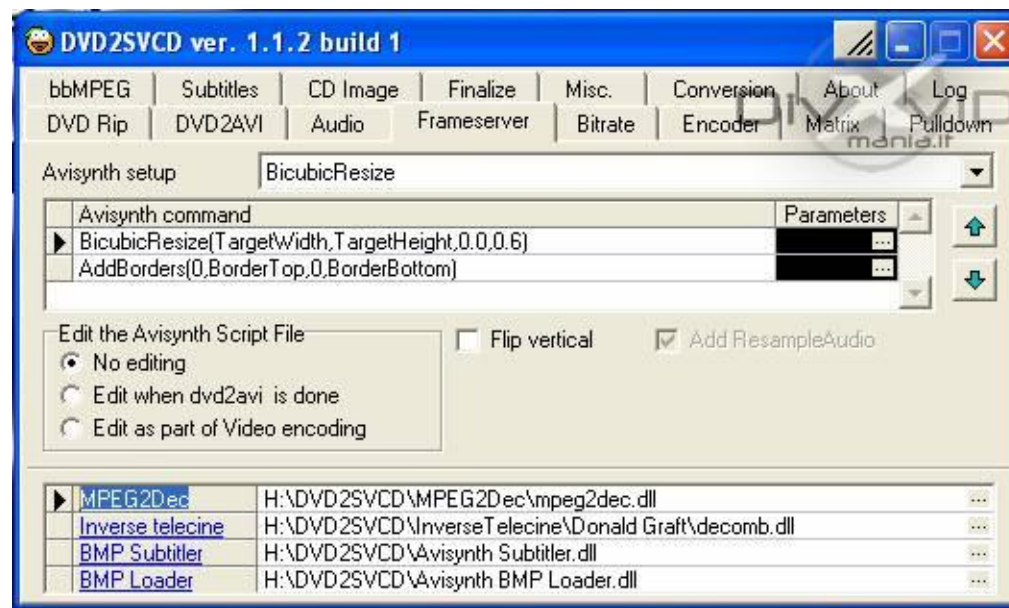 DVD2SVCD ver. 1.1.2 build 1
bbMPEG Subtitles CD Image Finalize Misc. Conversion About Log
DVD Rip DVD2AVI Audio Frameserver Bitrate Encoder Matrix Pulldown
mania.it
Avisynth setup BicubicResize
Avisynth command Parameters
BicubicResize(TargetWidth,TargetHeight,0.0,0.6) ...
AddBorders(0,BorderTop,0,BorderBottom) ...
Edit the Avisynth Script File
Flip vertical Add ResampleAudio
No editing
Edit when dvd2avi is done
Edit as part of Video encoding
MPEG2Dec H:\DVD2SVCD\MPEG2Dec\mpeg2dec.dll ...
Inverse telecine H:\DVD2SVCD\InverseTelecine\Donald Graft\decomb.dll ...
BMP Subtitler H:\DVD2SVCD\Avisynth Subtitler.dll ...
BMP Loader H:\DVD2SVCD\Avisynth BMP Loader.dll ...